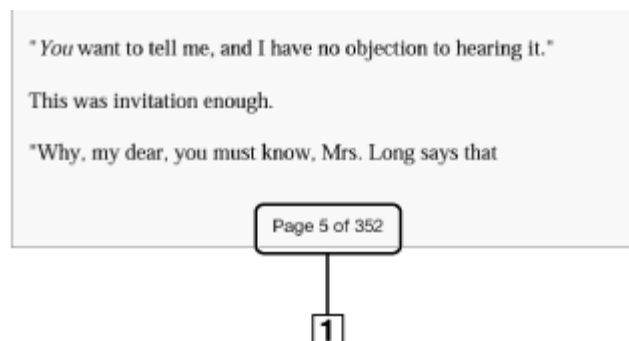 "You want to tell me, and I have no objection to hearing it."
This was invitation enough.
"Why, my dear, you must know, Mrs. Long says that
Page 5 of 352
1